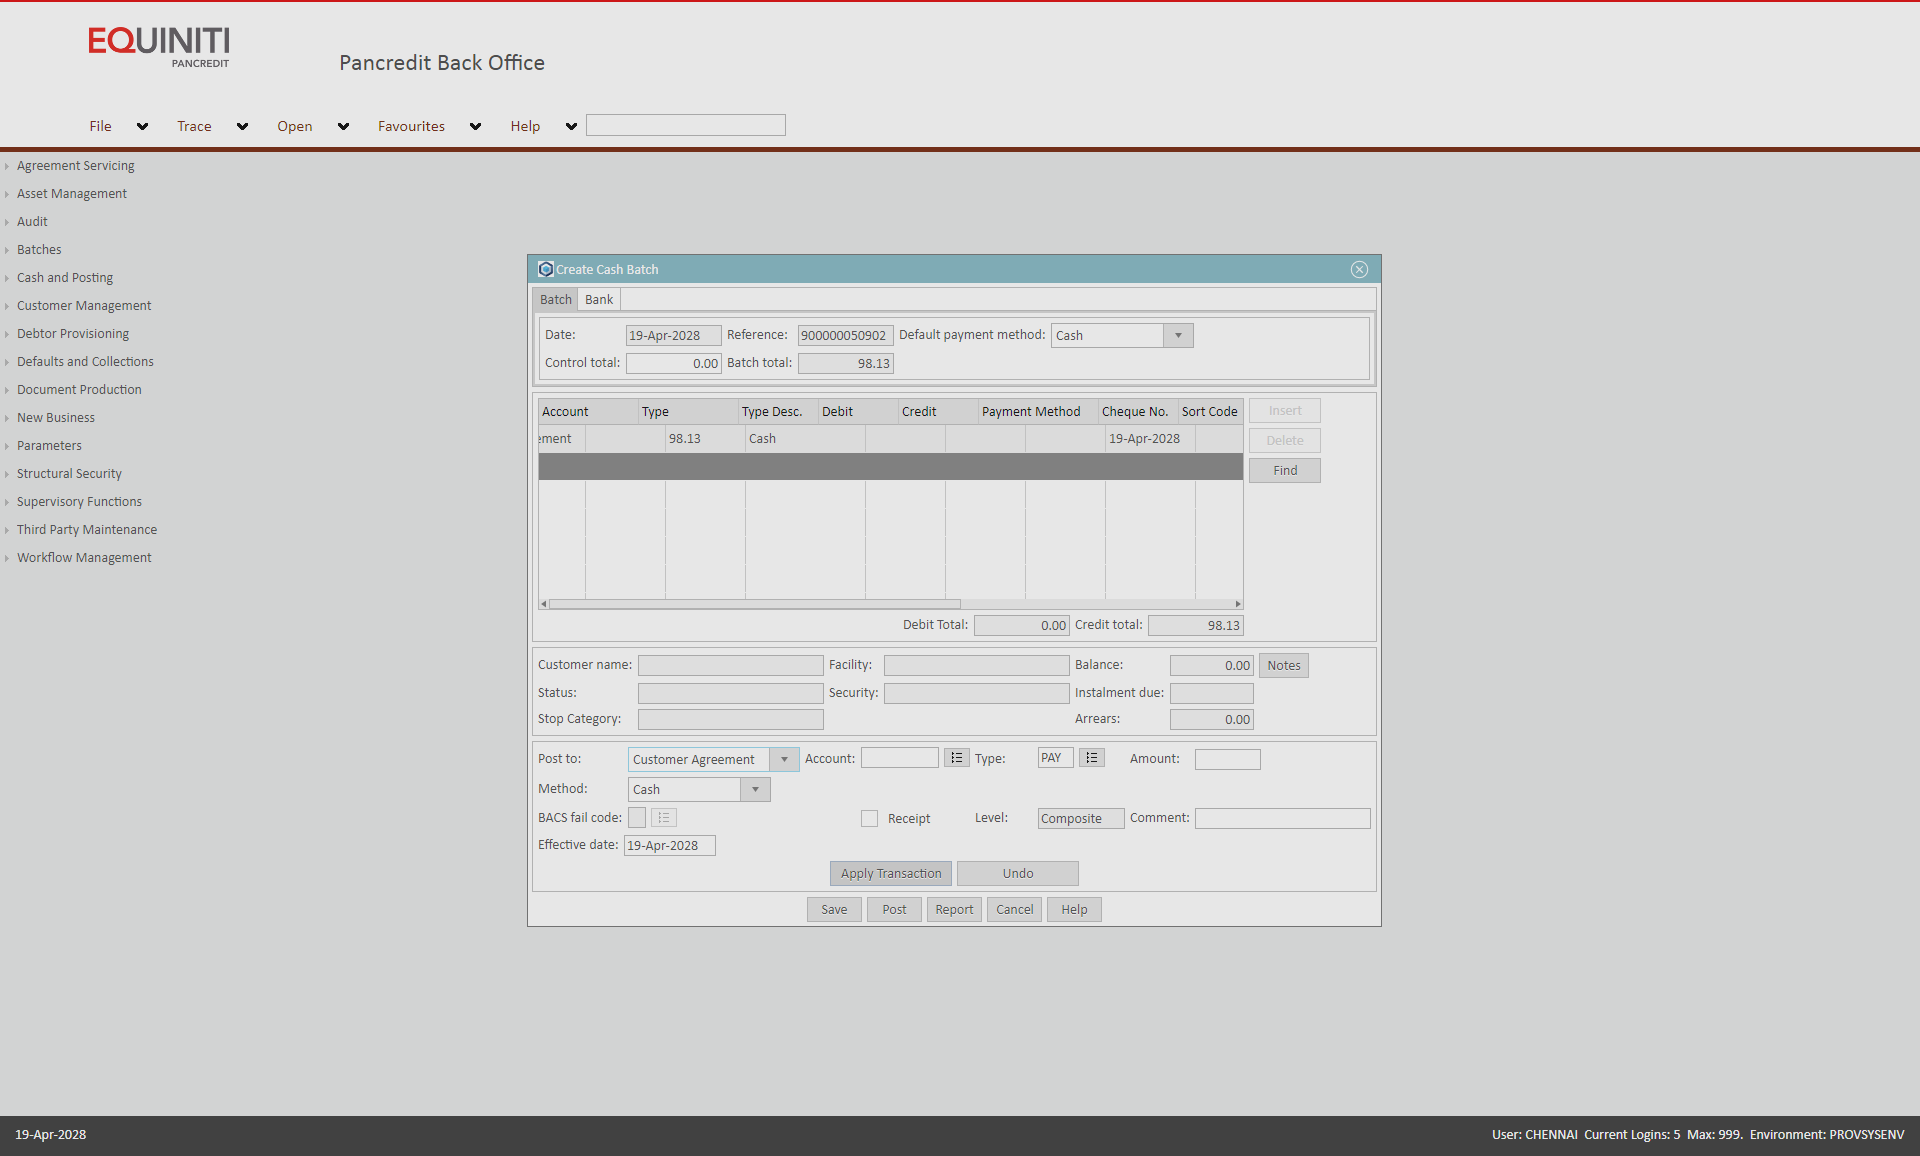 EQUINITI
PANCREDIT
Pancredit Back Office
File Trace Open Favourites Help
Agreement Servicing
Asset Management
Audit
Batches
Cash and Posting
Customer Management
Debtor Provisioning
Defaults and Collections
Document Production
New Business
Parameters
Structural Security
Supervisory Functions
Third Party Maintenance
Workflow Management
Create Cash Batch
Batch Bank
Date: 19-Apr-2028 Reference: 900000050902 Default payment method: Cash
Control total: 0.00 Batch total: 98.13
Account Type Type Desc. Debit Credit Payment Method Cheque No. Sort Code Insert
ement 98.13 Cash 19-Apr-2028 Delete
Find
Debit Total: 0.00 Credit total: 98.13
Customer name: Facility: Balance: 0.00 Notes
Status: Security: Instalment due:
Stop Category: Arrears: 0.00
Post to: Customer Agreement Account: Type: PAY Amount:
Method: Cash
BACS fail code: Receipt Level: Composite Comment:
Effective date: 19-Apr-2028
Apply Transaction Undo
Save Post Report Cancel Help
19-Apr-2028 User: CHENNAI Current Logins: 5 Max: 999. Environment: PROVSYSENV